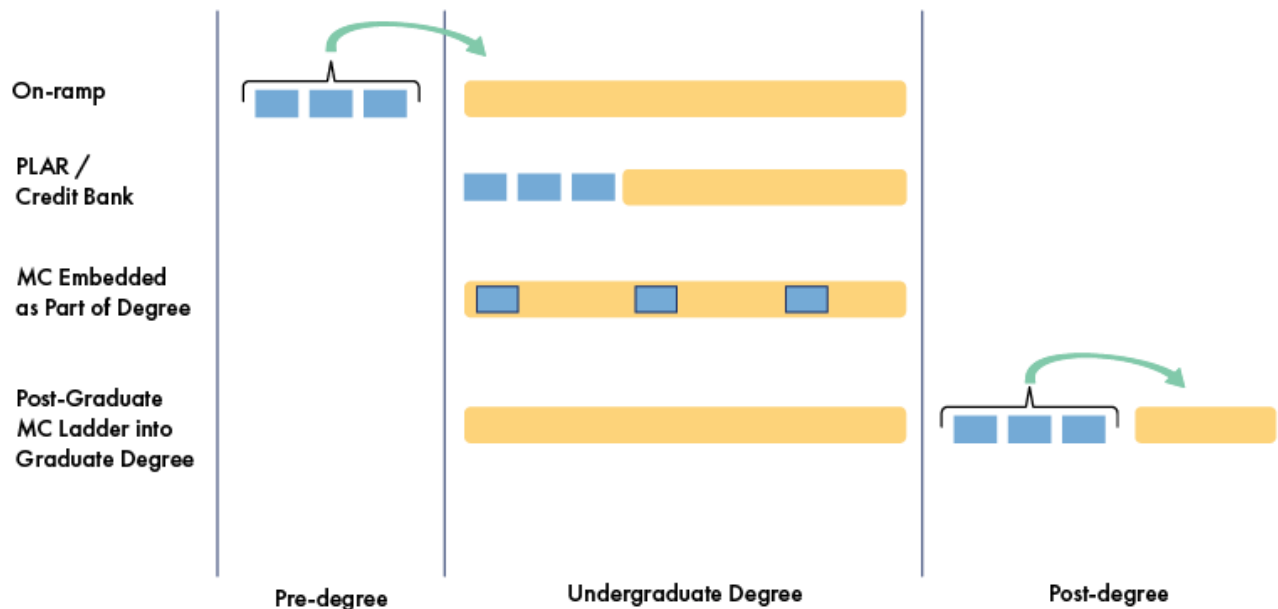 On-ramp
PLAR /
Credit Bank
MC Embedded
as Part of Degree
Post-Graduate
MC Ladder into
Graduate Degree
Pre-degree
Undergraduate Degree
Post-degree